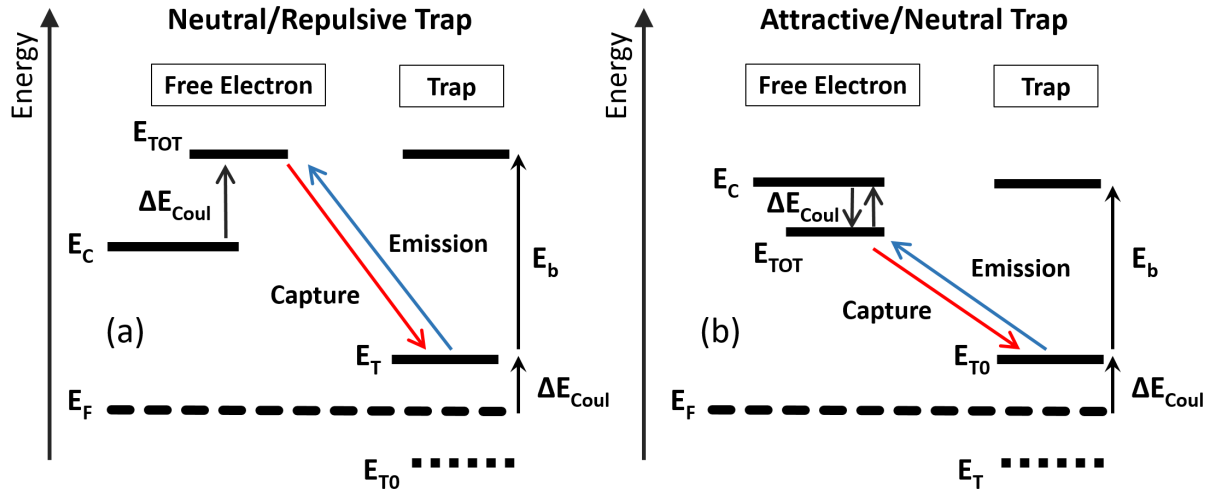 Neutral/Repulsive Trap
Energy
Free Electron
Trap
E_TOT
ΔE_Coul
E_C
Emission
E_b
Capture
(a)
E_T
E_F
ΔE_Coul
E_T0
Attractive/Neutral Trap
Energy
Free Electron
Trap
E_C
ΔE_Coul
E_TOT
Emission
E_b
Capture
(b)
E_T0
E_F
ΔE_Coul
E_T